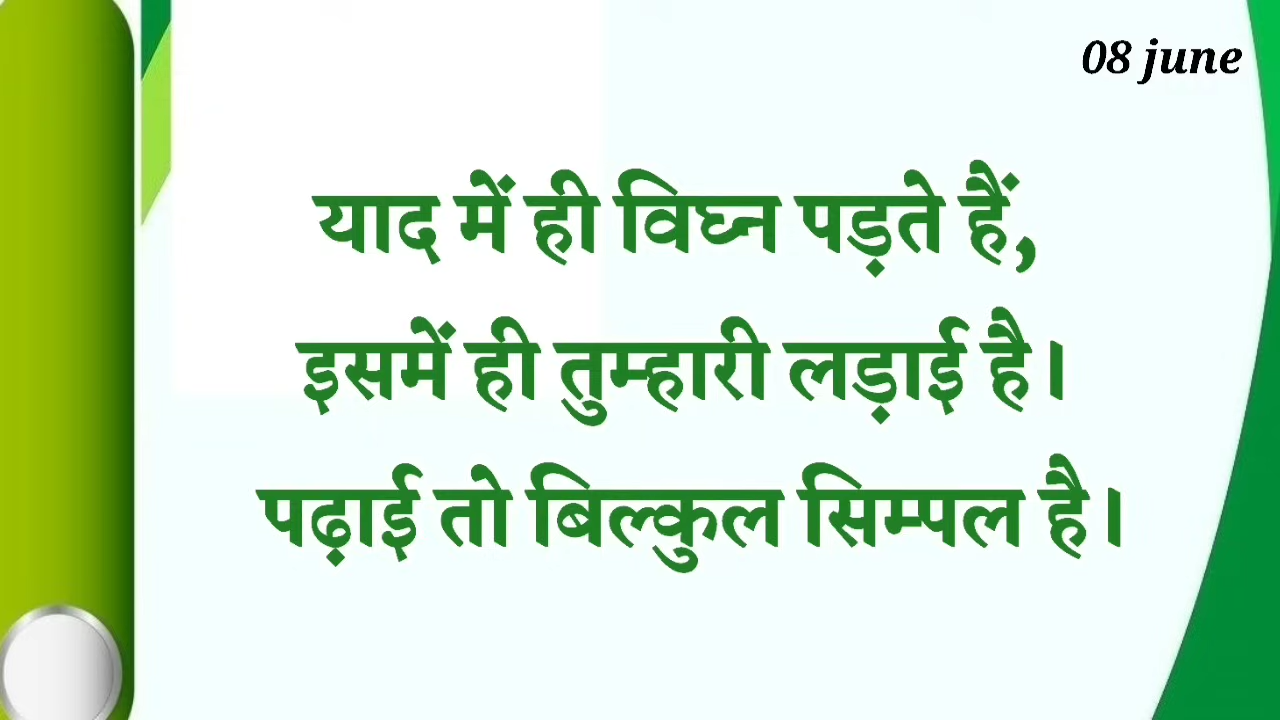 08 june
याद में ही विघ्न पड़ते हैं,
इसमें ही तुम्हारी लड़ाई है।
पढ़ाई तो बिल्कुल सिम्पल है।